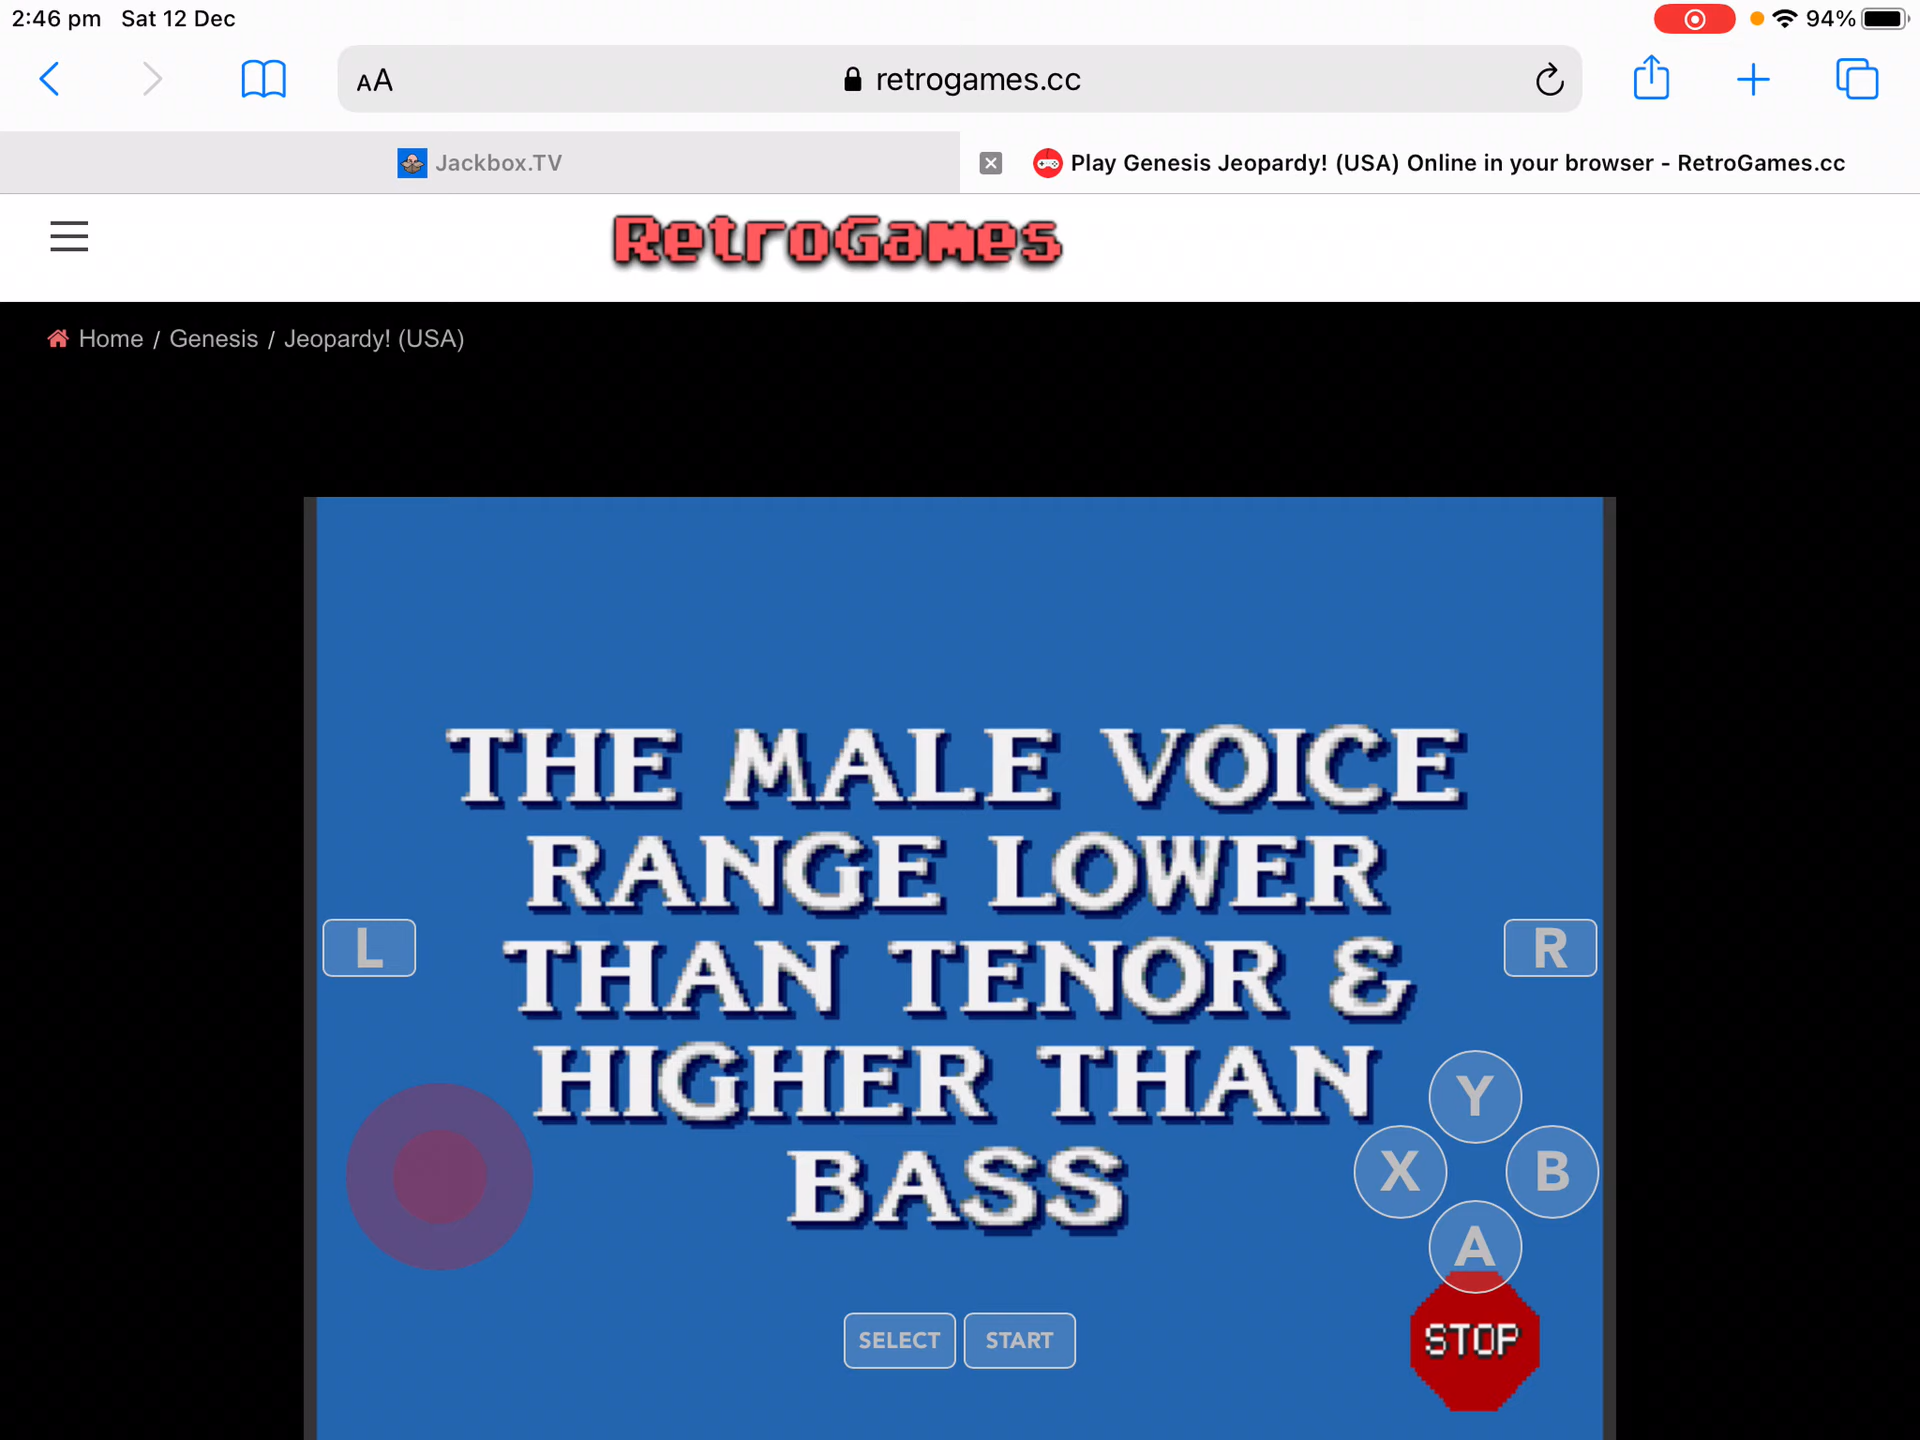 2:46 pm Sat 12 Dec 94%
AA retrogames.cc
Jackbox.TV Play Genesis Jeopardy! (USA) Online in your browser - RetroGames.cc
RetroGames
Home / Genesis / Jeopardy! (USA)
THE MALE VOICE
RANGE LOWER
THAN TENOR &
HIGHER THAN
BASS
L
R
Y
X B
A
SELECT START
STOP